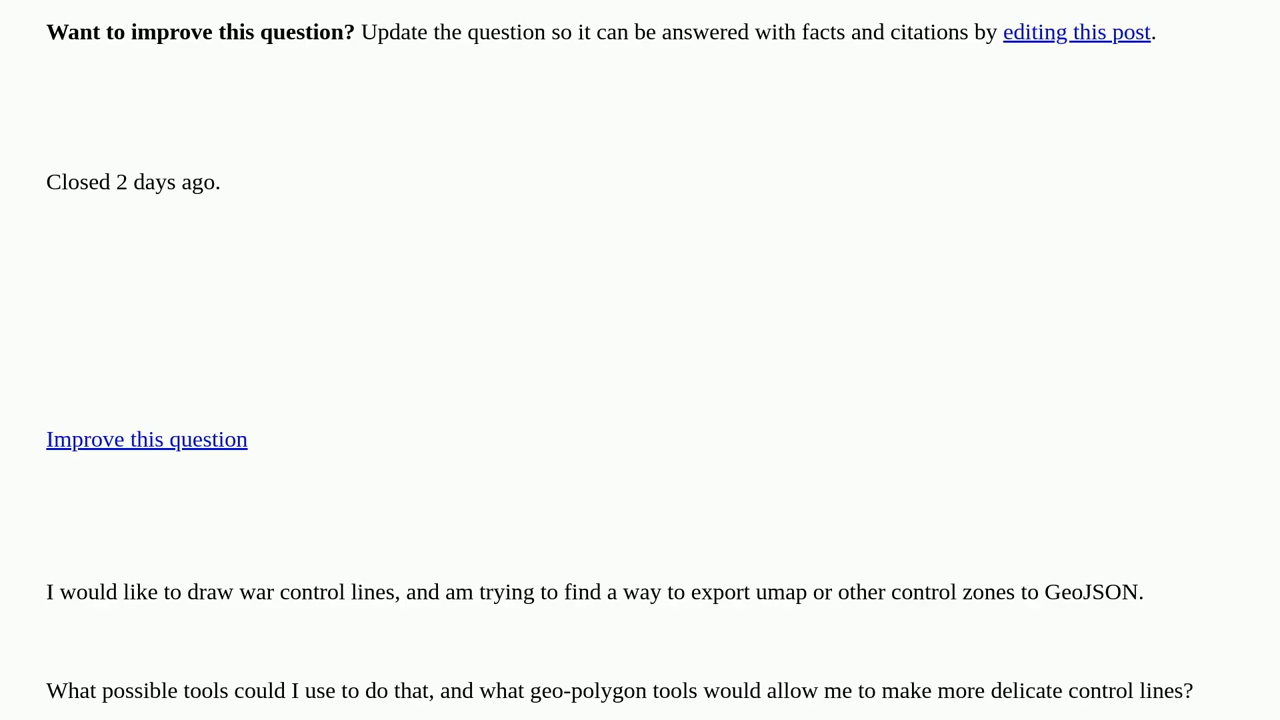 Want to improve this question? Update the question so it can be answered with facts and citations by editing this post.
Closed 2 days ago.
Improve this question
I would like to draw war control lines, and am trying to find a way to export umap or other control zones to GeoJSON.
What possible tools could I use to do that, and what geo-polygon tools would allow me to make more delicate control lines?